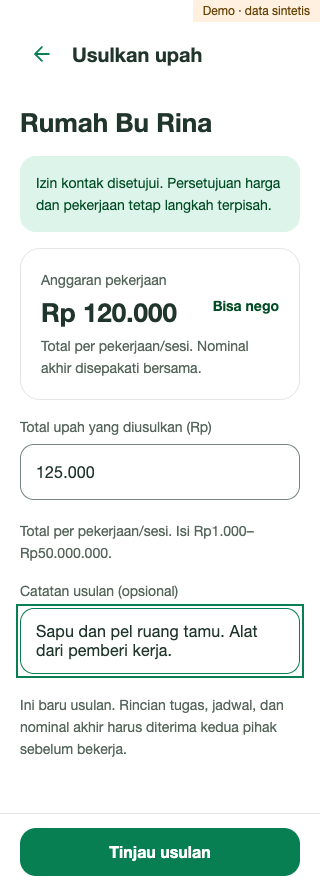 Demo · data sintetis
Usulkan upah
Rumah Bu Rina
Izin kontak disetujui. Persetujuan harga
dan pekerjaan tetap langkah terpisah.
Anggaran pekerjaan
Rp 120.000
Bisa nego
Total per pekerjaan/sesi. Nominal
akhir disepakati bersama.
Total upah yang diusulkan (Rp)
125.000
Total per pekerjaan/sesi. Isi Rp1.000–
Rp50.000.000.
Catatan usulan (opsional)
Sapu dan pel ruang tamu. Alat
dari pemberi kerja.
Ini baru usulan. Rincian tugas, jadwal, dan
nominal akhir harus diterima kedua pihak
sebelum bekerja.
Tinjau usulan